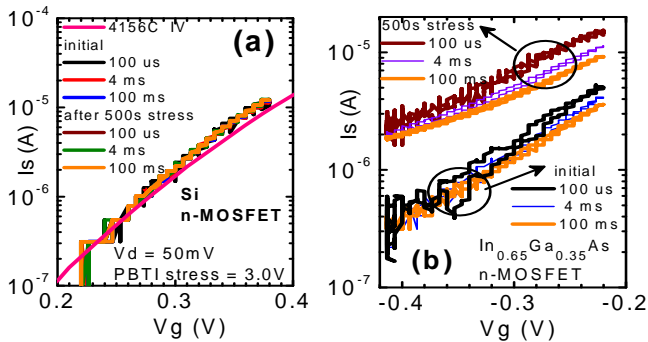 4156C IV
(a)
initial
100 us
4 ms
100 ms
after 500s stress
100 us
4 ms
100 ms
Si
n-MOSFET
Vd = 50mV
PBTI stress = 3.0V
Is (A)
10⁻⁴
10⁻⁵
10⁻⁶
10⁻⁷
0.2
0.3
0.4
Vg (V)
500s stress
100 us
4 ms
100 ms
initial
100 us
4 ms
100 ms
(b)
In₀.₆₅Ga₀.₃₅As
n-MOSFET
Is (A)
10⁻⁵
10⁻⁶
10⁻⁷
-0.4
-0.3
-0.2
Vg (V)